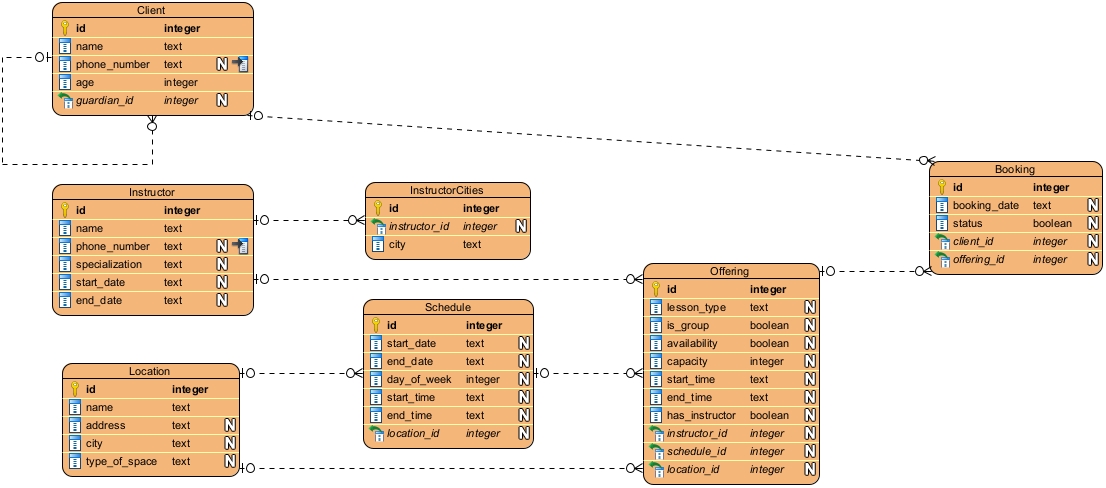 Client
id integer
name text
phone_number text N
age integer
guardian_id integer N
Instructor
id integer
name text
phone_number text N
specialization text N
start_date text N
end_date text N
InstructorCities
id integer
instructor_id integer N
city text
Booking
id integer
booking_date text N
status boolean N
client_id integer N
offering_id integer N
Schedule
id integer
start_date text N
end_date text N
day_of_week integer N
start_time text N
end_time text N
location_id integer N
Offering
id integer
lesson_type text N
is_group boolean N
availability boolean N
capacity integer N
start_time text N
end_time text N
has_instructor boolean N
instructor_id integer N
schedule_id integer N
location_id integer N
Location
id integer
name text
address text N
city text N
type_of_space text N